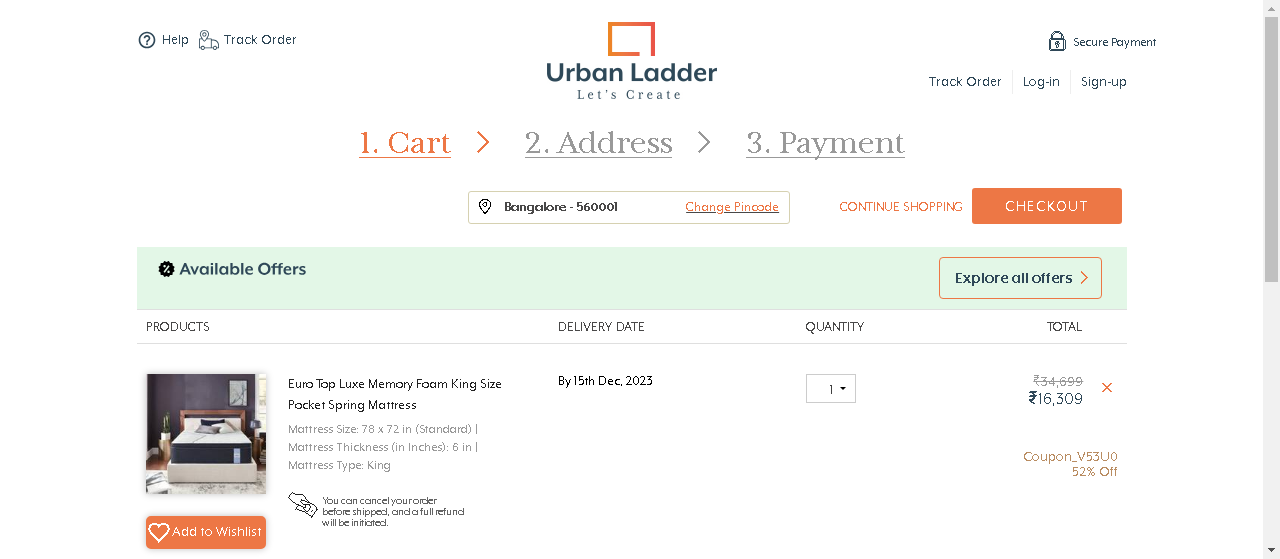 Help
Track Order
Urban Ladder
Let's Create
Secure Payment
Track Order
Log-in
Sign-up
1. Cart
2. Address
3. Payment
Bangalore - 560001
Change Pincode
CONTINUE SHOPPING
CHECKOUT
Available Offers
Explore all offers
PRODUCTS
DELIVERY DATE
QUANTITY
TOTAL
Euro Top Luxe Memory Foam King Size
Pocket Spring Mattress
Mattress Size: 78 x 72 in (Standard) |
Mattress Thickness (in Inches): 6 in |
Mattress Type: King
You can cancel your order
before shipped, and a full refund
will be initiated.
Add to Wishlist
By 15th Dec, 2023
1
₹34,699
₹16,309
Coupon_V53U0
52% Off